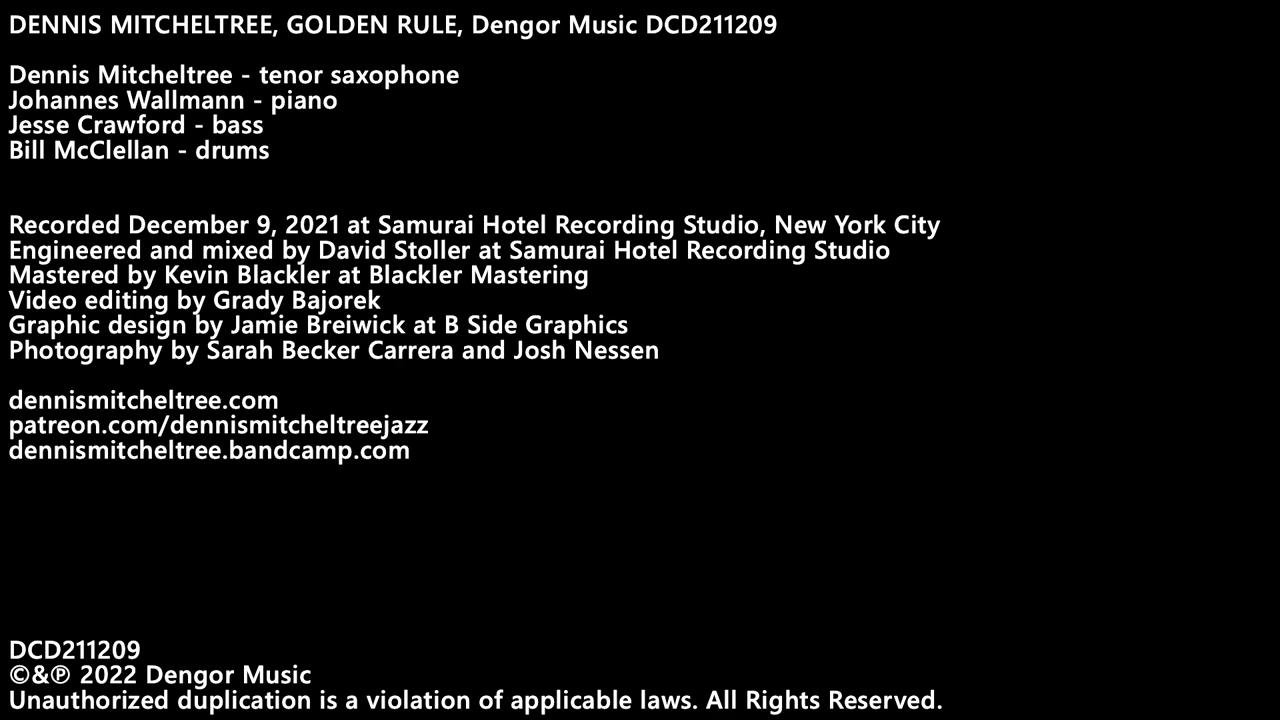 DENNIS MITCHELTREE, GOLDEN RULE, Dengor Music DCD211209
Dennis Mitcheltree - tenor saxophone
Johannes Wallmann - piano
Jesse Crawford - bass
Bill McClellan - drums
Recorded December 9, 2021 at Samurai Hotel Recording Studio, New York City
Engineered and mixed by David Stoller at Samurai Hotel Recording Studio
Mastered by Kevin Blackler at Blackler Mastering
Video editing by Grady Bajorek
Graphic design by Jamie Breiwick at B Side Graphics
Photography by Sarah Becker Carrera and Josh Nessen
dennismitcheltree.com
patreon.com/dennismitcheltreejazz
dennismitcheltree.bandcamp.com
DCD211209
©&℗ 2022 Dengor Music
Unauthorized duplication is a violation of applicable laws. All Rights Reserved.